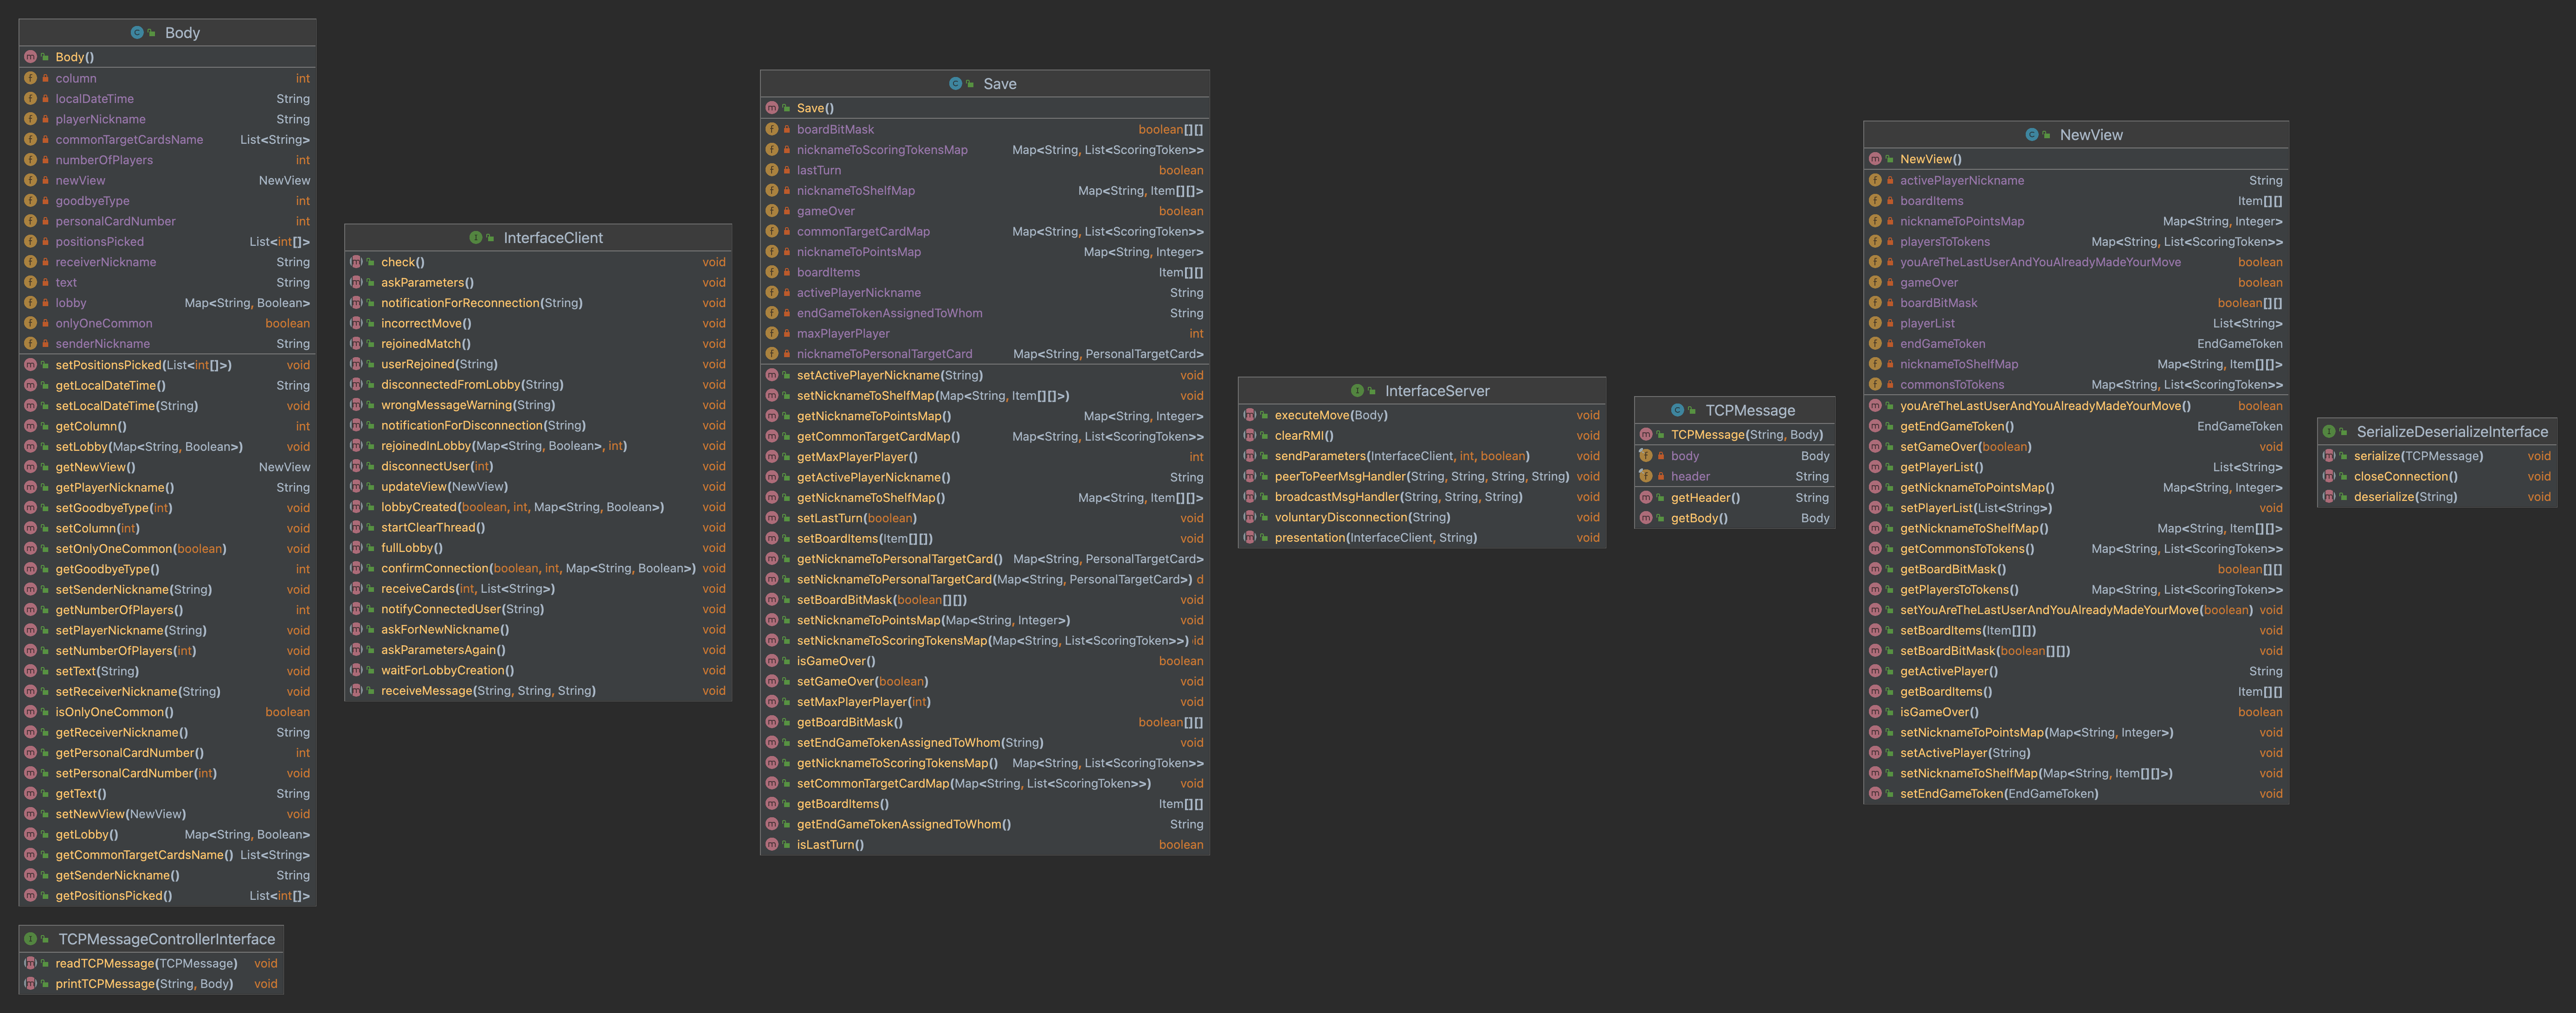 Body
Body()
column int
localDateTime String
playerNickname String
commonTargetCardsName List<String>
numberOfPlayers int
newView NewView
goodbyeType int
personalCardNumber int
positionsPicked List<int[]>
receiverNickname String
text String
lobby Map<String, Boolean>
onlyOneCommon boolean
senderNickname String
setPositionsPicked(List<int[]>) void
getLocalDateTime() String
setLocalDateTime(String) void
getColumn() int
setLobby(Map<String, Boolean>) void
getNewView() NewView
getPlayerNickname() String
setGoodbyeType(int) void
setColumn(int) void
setOnlyOneCommon(boolean) void
getGoodbyeType() int
setSenderNickname(String) void
getNumberOfPlayers() int
setPlayerNickname(String) void
setNumberOfPlayers(int) void
setText(String) void
setReceiverNickname(String) void
isOnlyOneCommon() boolean
getReceiverNickname() String
getPersonalCardNumber() int
setPersonalCardNumber(int) void
getText() String
setNewView(NewView) void
getLobby() Map<String, Boolean>
getCommonTargetCardsName() List<String>
getSenderNickname() String
getPositionsPicked() List<int[]>
TCPMessageControllerInterface
readTCPMessage(TCPMessage) void
printTCPMessage(String, Body) void
InterfaceClient
check() void
askParameters() void
notificationForReconnection(String) void
incorrectMove() void
rejoinedMatch() void
userRejoined(String) void
disconnectedFromLobby(String) void
wrongMessageWarning(String) void
notificationForDisconnection(String) void
rejoinedInLobby(Map<String, Boolean>, int) void
disconnectUser(int) void
updateView(NewView) void
lobbyCreated(boolean, int, Map<String, Boolean>) void
startClearThread() void
fullLobby() void
confirmConnection(boolean, int, Map<String, Boolean>) void
receiveCards(int, List<String>) void
notifyConnectedUser(String) void
askForNewNickname() void
askParametersAgain() void
waitForLobbyCreation() void
receiveMessage(String, String, String) void
Save
Save()
boardBitMask boolean[][]
nicknameToScoringTokensMap Map<String, List<ScoringToken>>
lastTurn boolean
nicknameToShelfMap Map<String, Item[][]>
gameOver boolean
commonTargetCardMap Map<String, List<ScoringToken>>
nicknameToPointsMap Map<String, Integer>
boardItems Item[][]
activePlayerNickname String
endGameTokenAssignedToWhom String
maxPlayerPlayer int
nicknameToPersonalTargetCard Map<String, PersonalTargetCard>
setActivePlayerNickname(String) void
setNicknameToShelfMap(Map<String, Item[][]>) void
getNicknameToPointsMap() Map<String, Integer>
getCommonTargetCardMap() Map<String, List<ScoringToken>>
getMaxPlayerPlayer() int
getActivePlayerNickname() String
getNicknameToShelfMap() Map<String, Item[][]>
setLastTurn(boolean) void
setBoardItems(Item[][]) void
getNicknameToPersonalTargetCard() Map<String, PersonalTargetCard>
setNicknameToPersonalTargetCard(Map<String, PersonalTargetCard>) d
setBoardBitMask(boolean[][]) void
setNicknameToPointsMap(Map<String, Integer>) void
setNicknameToScoringTokensMap(Map<String, List<ScoringToken>>) id
isGameOver() boolean
setGameOver(boolean) void
setMaxPlayerPlayer(int) void
getBoardBitMask() boolean[][]
setEndGameTokenAssignedToWhom(String) void
getNicknameToScoringTokensMap() Map<String, List<ScoringToken>>
setCommonTargetCardMap(Map<String, List<ScoringToken>>) void
getBoardItems() Item[][]
getEndGameTokenAssignedToWhom() String
isLastTurn() boolean
InterfaceServer
executeMove(Body) void
clearRMI() void
sendParameters(InterfaceClient, int, boolean) void
peerToPeerMsgHandler(String, String, String, String) void
broadcastMsgHandler(String, String, String) void
voluntaryDisconnection(String) void
presentation(InterfaceClient, String) void
TCPMessage
TCPMessage(String, Body)
body Body
header String
getHeader() String
getBody() Body
NewView
NewView()
activePlayerNickname String
boardItems Item[][]
nicknameToPointsMap Map<String, Integer>
playersToTokens Map<String, List<ScoringToken>>
youAreTheLastUserAndYouAlreadyMadeYourMove boolean
gameOver boolean
boardBitMask boolean[][]
playerList List<String>
endGameToken EndGameToken
nicknameToShelfMap Map<String, Item[][]>
commonsToTokens Map<String, List<ScoringToken>>
youAreTheLastUserAndYouAlreadyMadeYourMove() boolean
getEndGameToken() EndGameToken
setGameOver(boolean) void
getPlayerList() List<String>
getNicknameToPointsMap() Map<String, Integer>
setPlayerList(List<String>) void
getNicknameToShelfMap() Map<String, Item[][]>
getCommonsToTokens() Map<String, List<ScoringToken>>
getBoardBitMask() boolean[][]
getPlayersToTokens() Map<String, List<ScoringToken>>
setYouAreTheLastUserAndYouAlreadyMadeYourMove(boolean) void
setBoardItems(Item[][]) void
setBoardBitMask(boolean[][]) void
getActivePlayer() String
getBoardItems() Item[][]
isGameOver() boolean
setNicknameToPointsMap(Map<String, Integer>) void
setActivePlayer(String) void
setNicknameToShelfMap(Map<String, Item[][]>) void
setEndGameToken(EndGameToken) void
SerializeDeserializeInterface
serialize(TCPMessage) void
closeConnection() void
deserialize(String) void